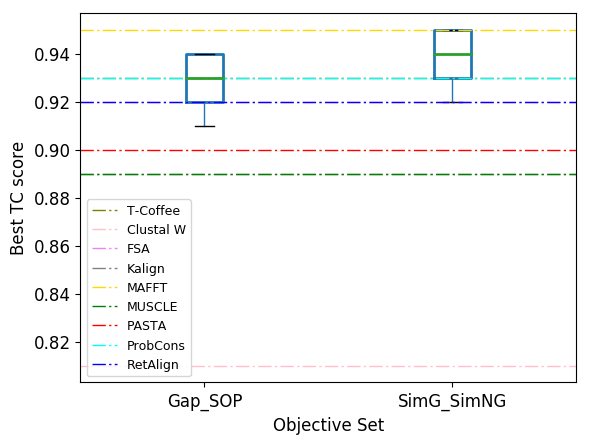 Best TC score
0.94
0.92
0.90
0.88
0.86
0.84
0.82
T-Coffee
Clustal W
FSA
Kalign
MAFFT
MUSCLE
PASTA
ProbCons
RetAlign
Gap_SOP
SimG_SimNG
Objective Set